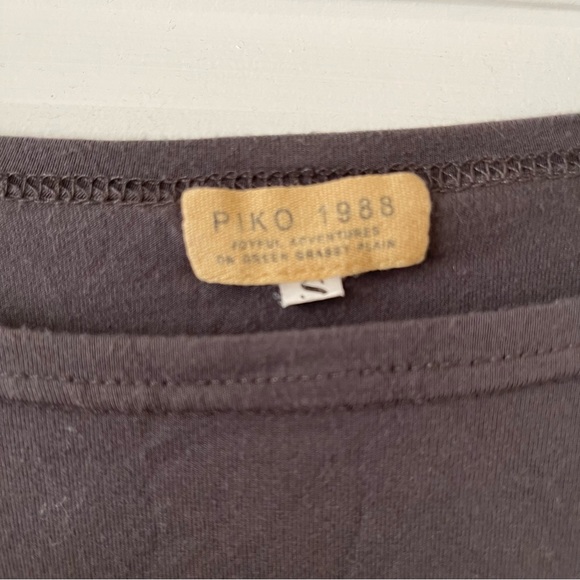 PIKO 1988
JOYFUL ADVENTURES
ON GREEN GRASSY PLAIN
S